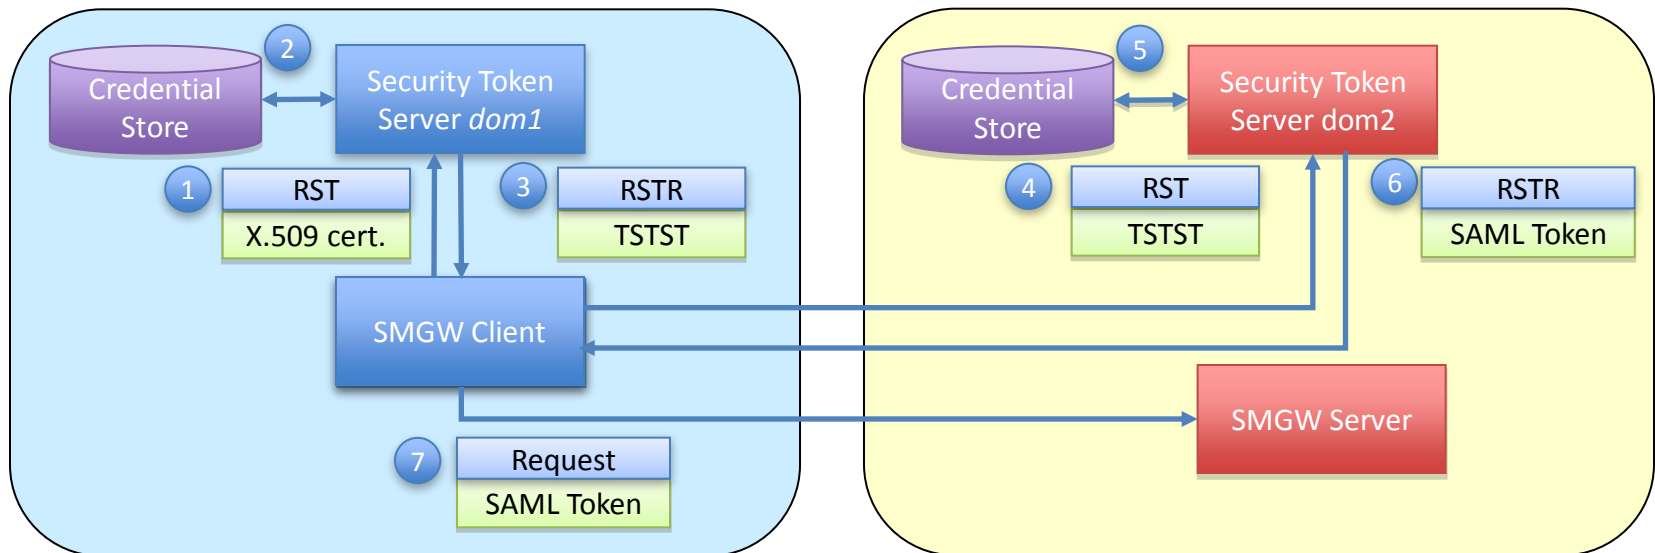 2
Credential
Store
Security Token
Server dom1
1
RST
X.509 cert.
3
RSTR
TSTST
SMGW Client
7
Request
SAML Token
5
Credential
Store
Security Token
Server dom2
4
RST
TSTST
6
RSTR
SAML Token
SMGW Server